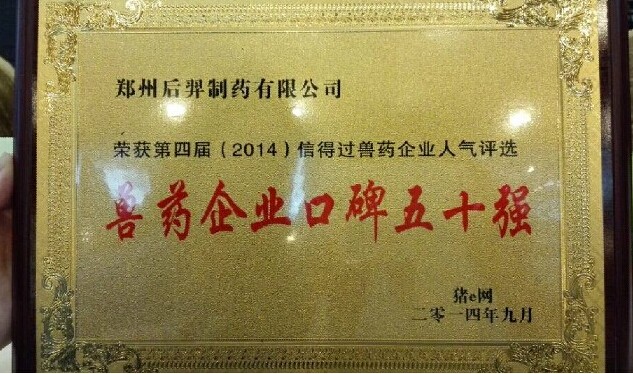 郑州后羿制药有限公司
荣获第四届（2014）信得过兽药企业人气评选
兽药企业口碑五十强
猪e网
二零一四年九月